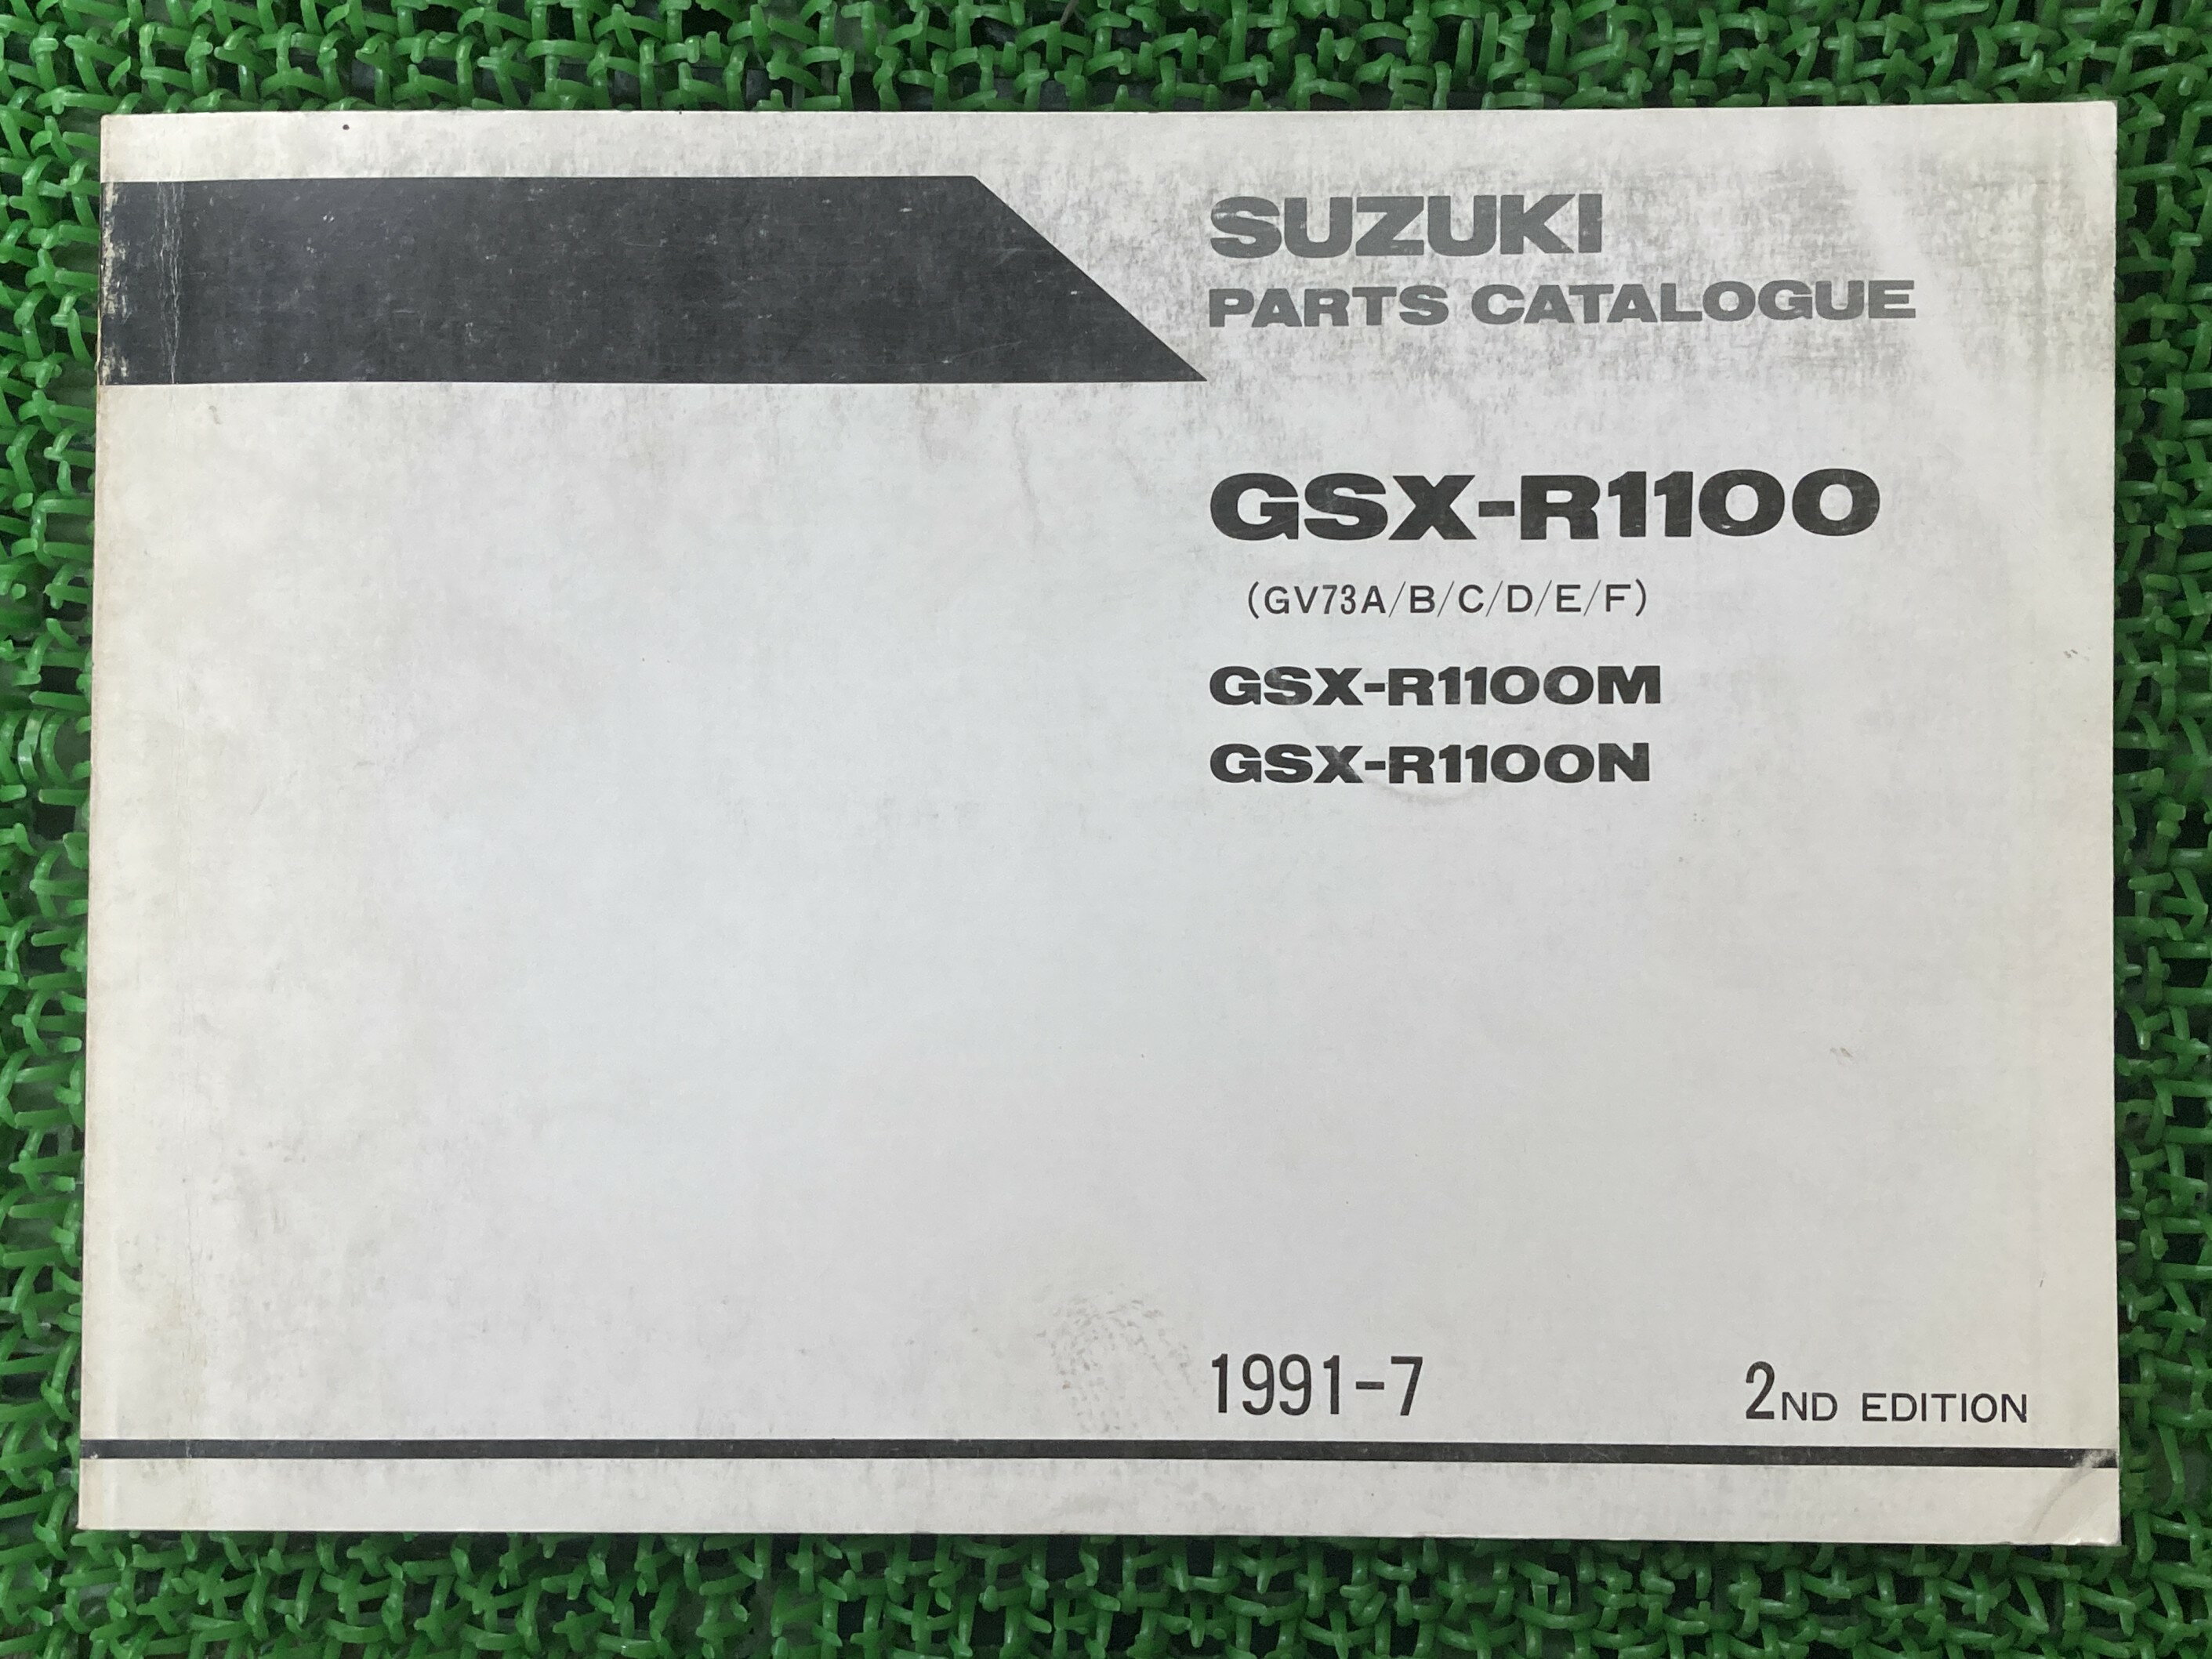 SUZUKI
PARTS CATALOGUE
GSX-R1100
(GV73A/B/C/D/E/F)
GSX-R1100M
GSX-R1100N
1991-7 2ND EDITION